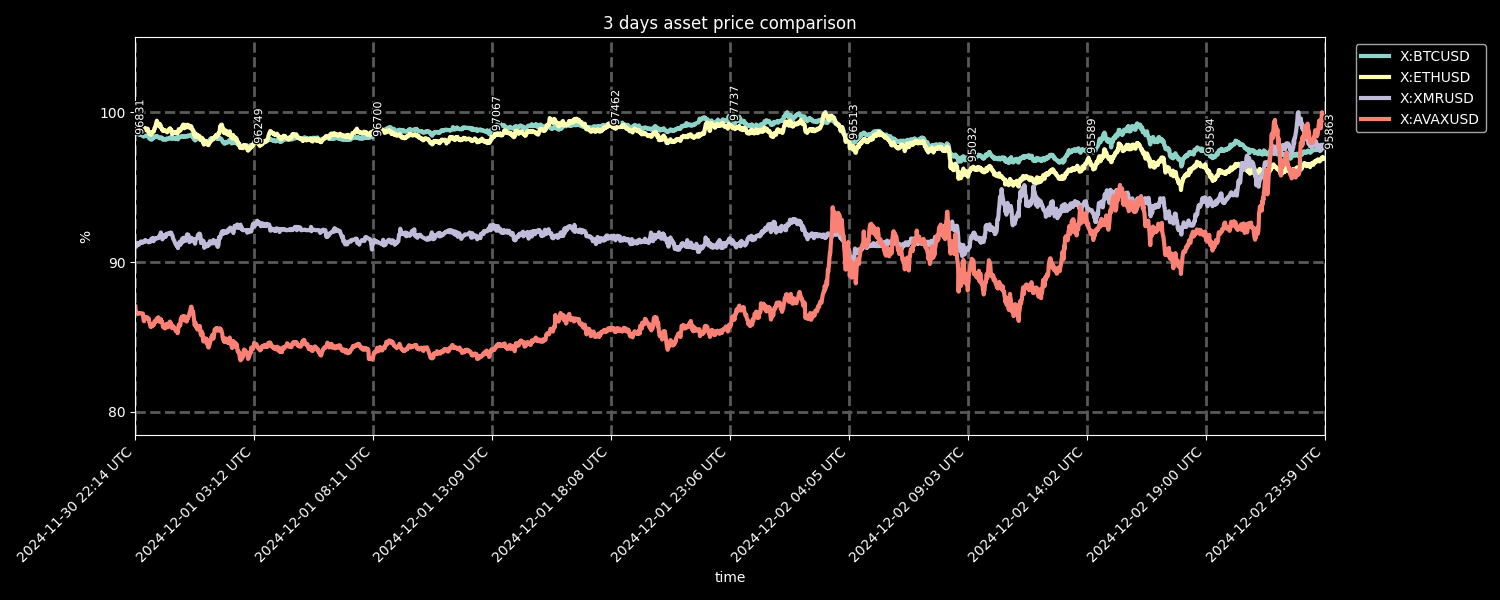 3 days asset price comparison
X:BTCUSD
X:ETHUSD
X:XMRUSD
X:AVAXUSD
%
100
90
80
96831
96249
96700
97067
97462
97737
96513
95032
95589
95594
95863
2024-11-30 22:14 UTC
2024-12-01 03:12 UTC
2024-12-01 08:11 UTC
2024-12-01 13:09 UTC
2024-12-01 18:08 UTC
2024-12-01 23:06 UTC
2024-12-02 04:05 UTC
2024-12-02 09:03 UTC
2024-12-02 14:02 UTC
2024-12-02 19:00 UTC
2024-12-02 23:59 UTC
time